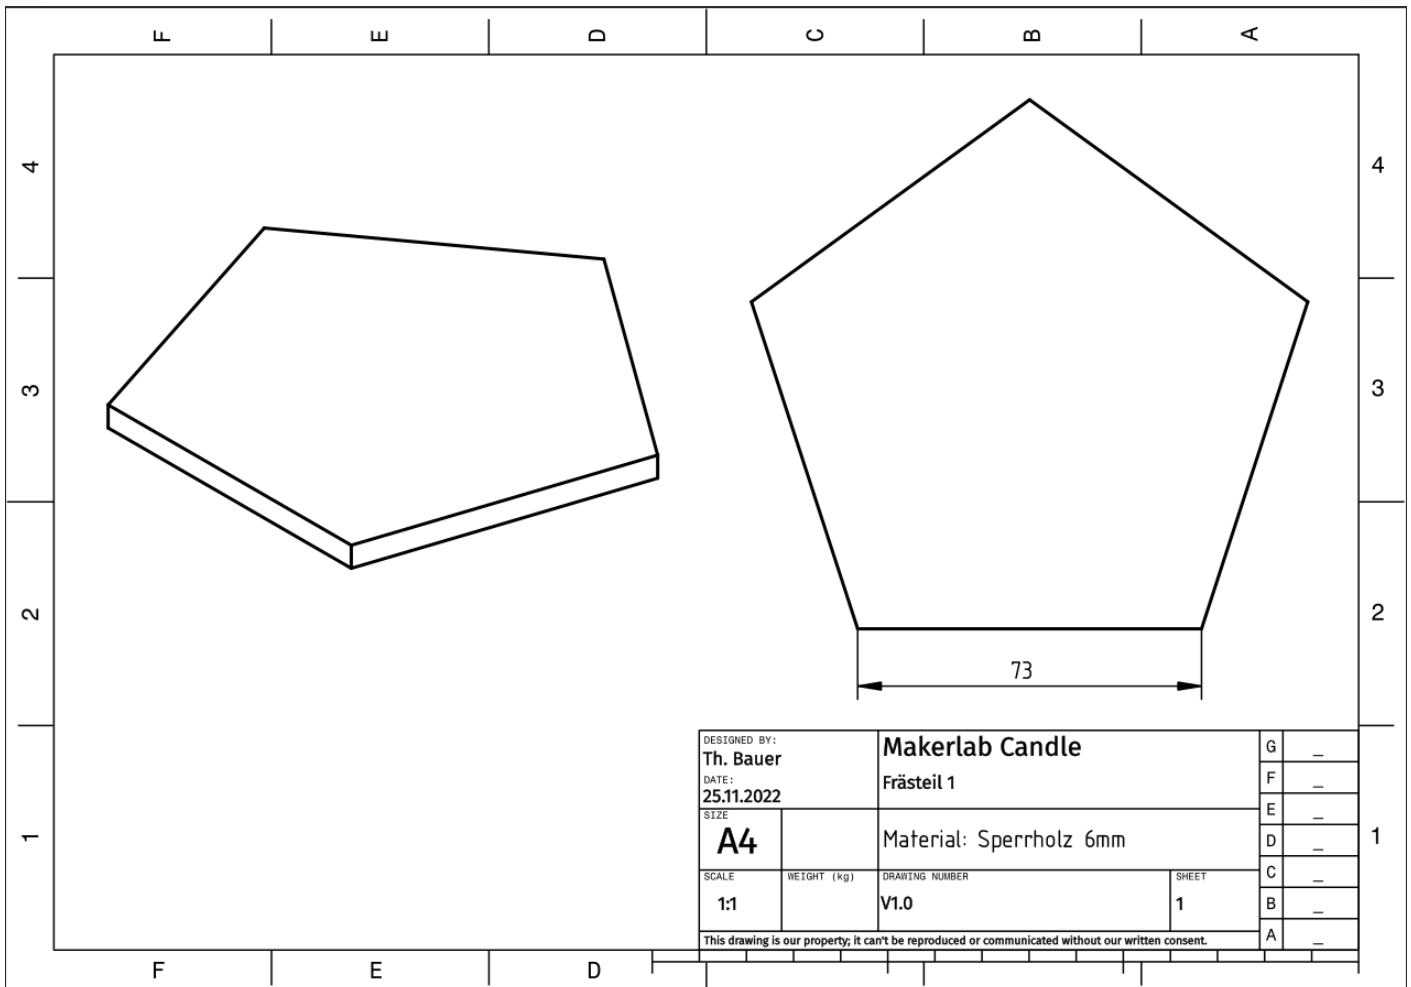 F E D C B A
4 4
3 3
73
2 2
DESIGNED BY:
Th. Bauer
DATE:
25.11.2022
Makerlab Candle
Frästeil 1
SIZE
A4
Material: Sperrholz 6mm
SCALE
1:1
WEIGHT (kg)
DRAWING NUMBER
V1.0
SHEET
1
This drawing is our property; it can't be reproduced or communicated without our written consent.
G _
F _
E _
D _
C _
B _
A _
1 1
F E D